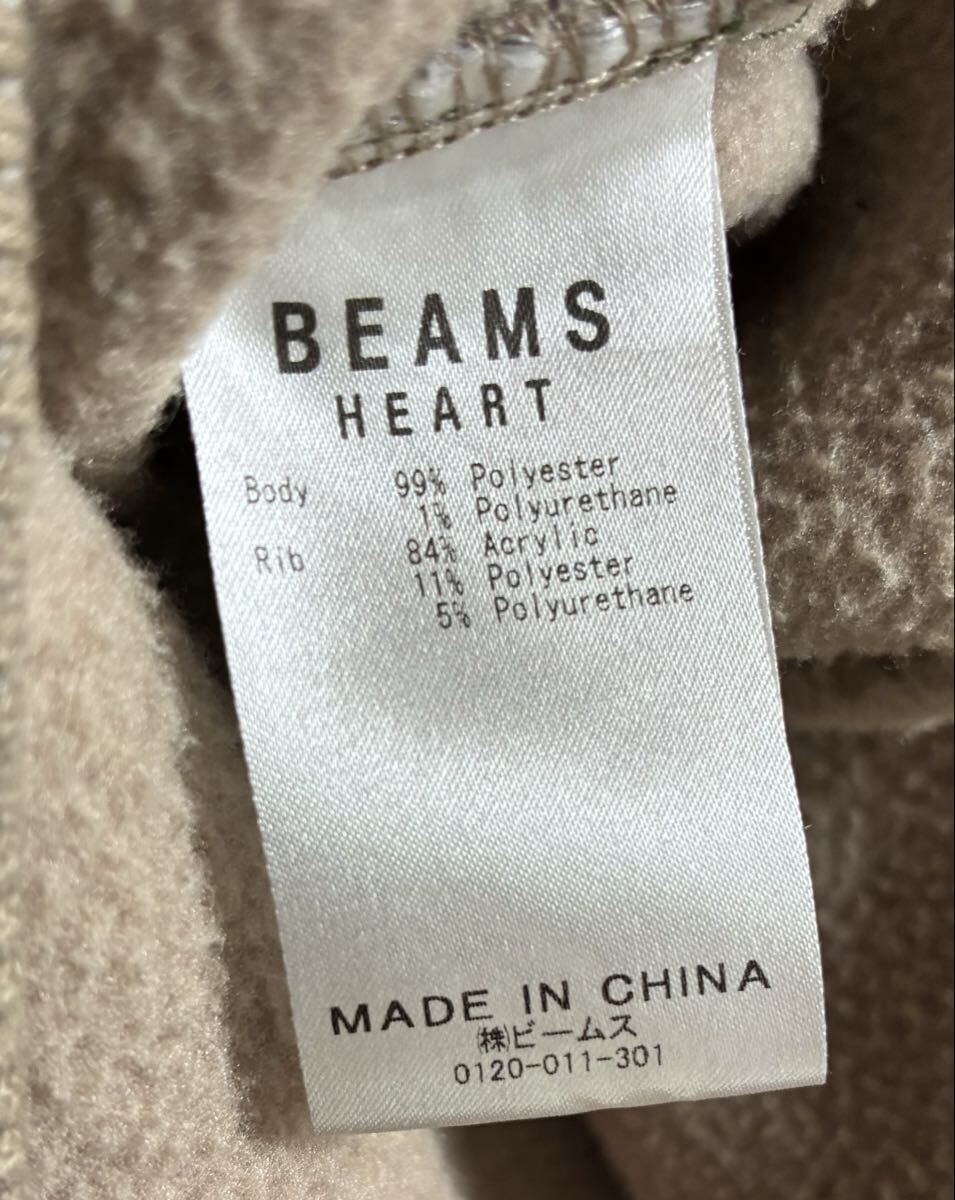 BEAMS
HEART
Body 99% Polyester
1% Polyurethane
Rib 84% Acrylic
11% Polyester
5% Polyurethane
MADE IN CHINA
㈱ビームス
0120-011-301